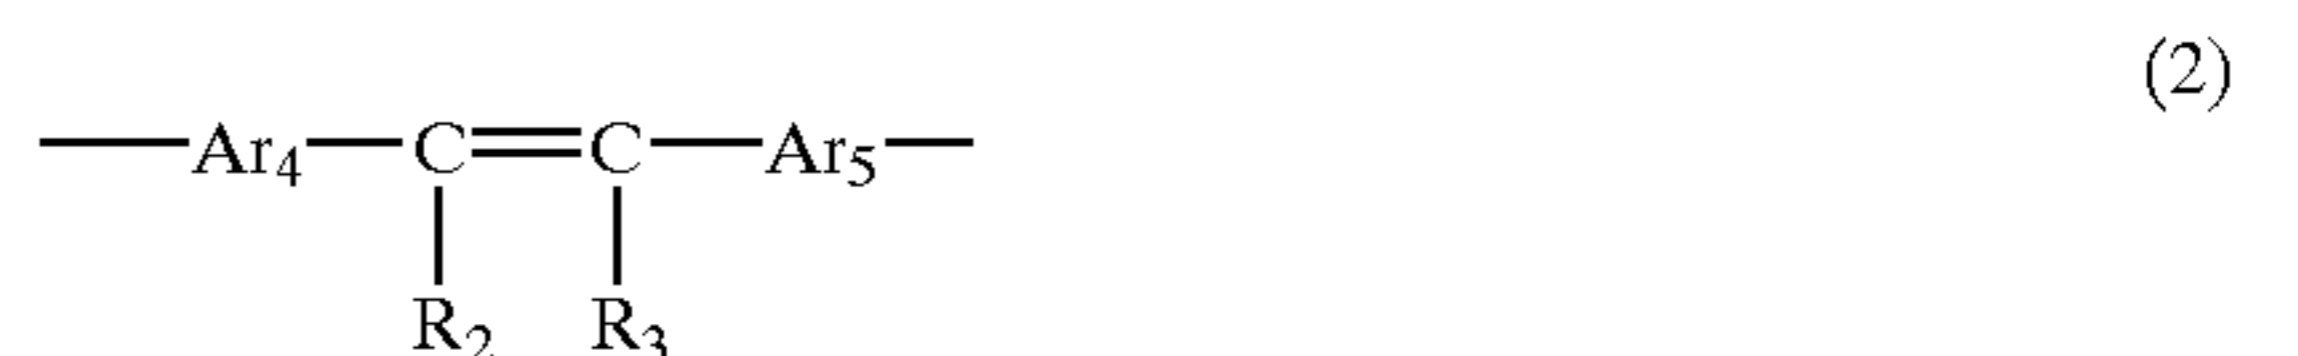 (2)
—Ar₄—C=C—Ar₅—
R₂ R₃